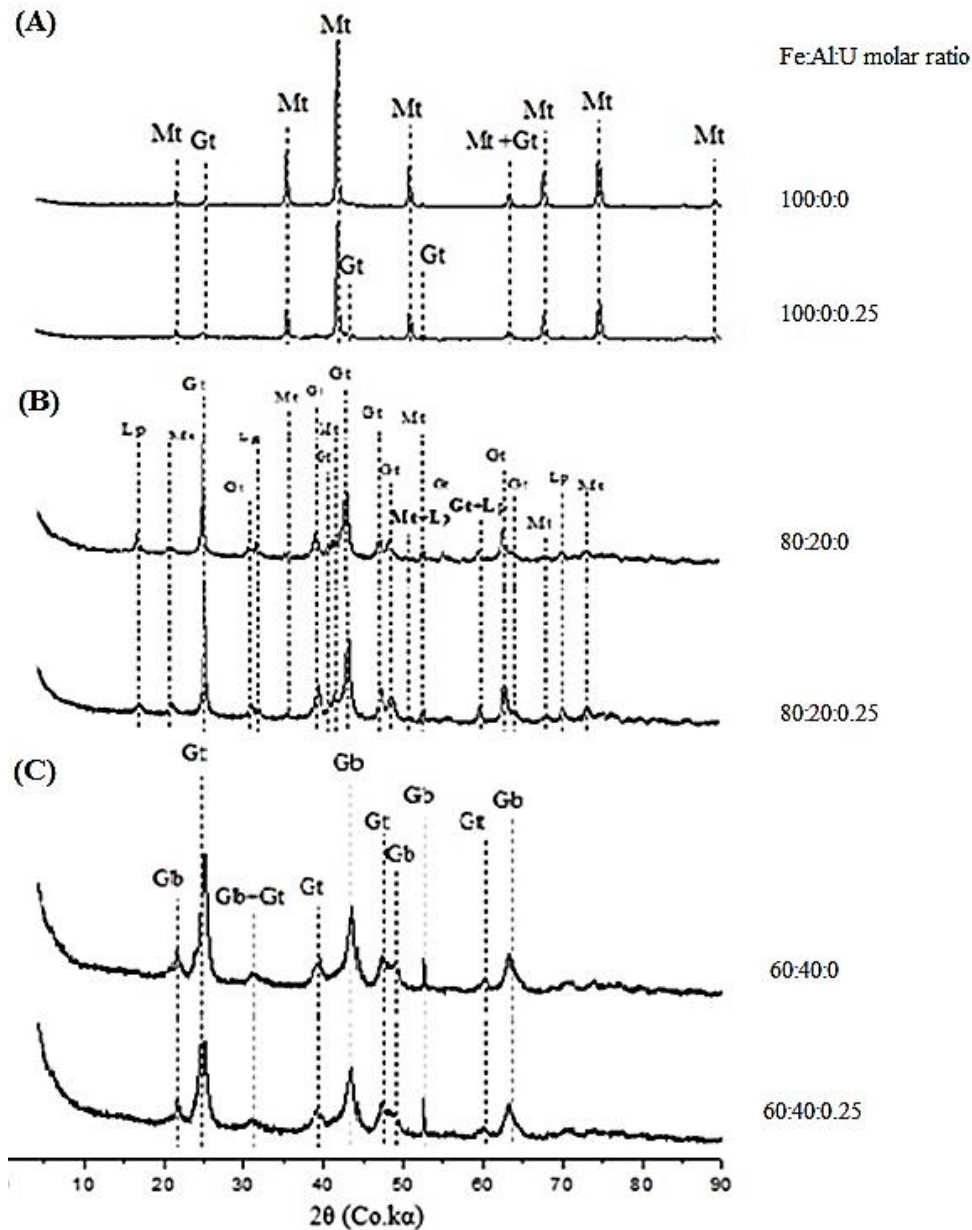 (A)
Mt
Fe:Al:U molar ratio
Mt Gt Mt Mt Mt+Gt Mt Mt Mt
100:0:0
Gt Gt
100:0:0.25
(B)
Lp Gt Mt Gt Gt Gt Mt
Gt Lp Mt Gt Gt Gt Gt Gt Lp
Mt+Lp Mt
80:20:0
80:20:0.25
(C)
Gt Gb
Gb Gb+Gt Gt Gt Gb Gb Gt Gb
60:40:0
60:40:0.25
10 20 30 40 50 60 70 80 90
2θ (Co.kα)